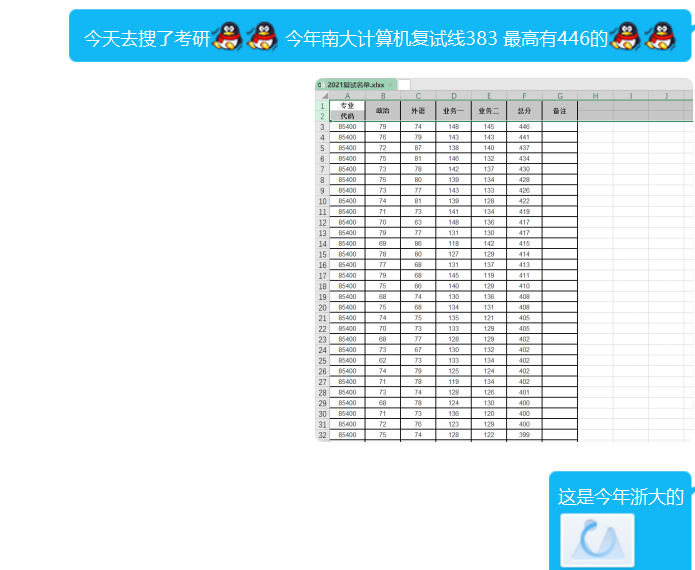 今天去搜了考研 今年南大计算机复试线383 最高有446的
2021复试名单.xlsx
A B C D E F G H I J
1 专业 政治 外语 业务一 业务二 总分 备注
2 代码
3 85400 79 74 148 145 446
4 85400 76 79 143 143 441
5 85400 72 87 138 140 437
6 85400 75 81 146 132 434
7 85400 73 78 142 137 430
8 85400 75 80 139 134 428
9 85400 73 77 143 133 426
10 85400 74 81 139 128 422
11 85400 71 73 141 134 419
12 85400 70 63 148 136 417
13 85400 79 77 131 130 417
14 85400 69 86 118 142 415
15 85400 78 80 127 129 414
16 85400 77 68 131 137 413
17 85400 79 68 145 119 411
18 85400 75 66 140 129 410
19 85400 68 74 130 136 408
20 85400 75 68 134 131 408
21 85400 74 75 135 121 405
22 85400 70 73 133 129 405
23 85400 68 77 128 129 402
24 85400 73 67 130 132 402
25 85400 62 73 133 134 402
26 85400 74 79 125 124 402
27 85400 71 78 119 134 402
28 85400 73 74 128 126 401
29 85400 68 78 124 130 400
30 85400 71 73 136 120 400
31 85400 72 76 123 129 400
32 85400 75 74 128 122 399
这是今年浙大的